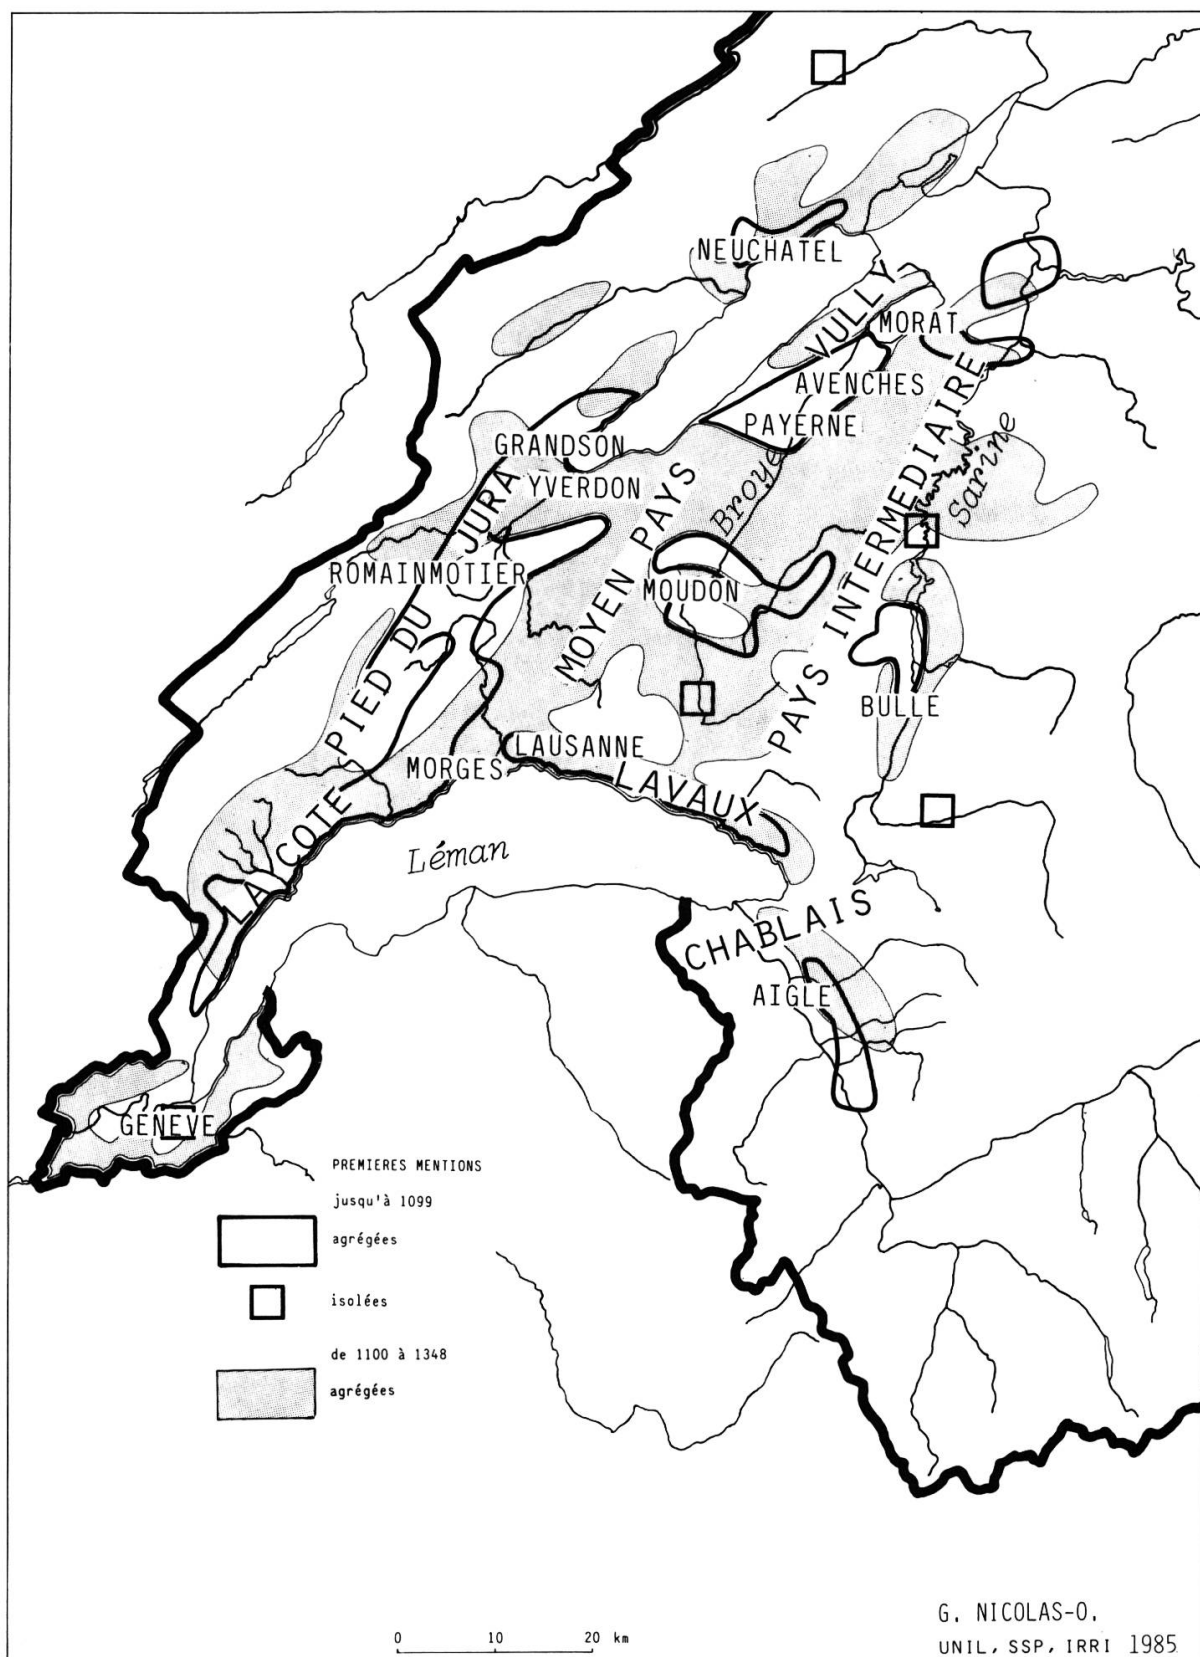 NEUCHATEL
VULLY
MORAT
AVENCHES
PAYERNE
GRANDSON
YVERDON
Broye
Sarine
PIED DU JURA
MOYEN PAYS
PAYS INTERMEDIAIRE
ROMAINMOTIER
MOUDON
BULLE
LAUSANNE
MORGES
LAVAUX
LA COTE
Léman
CHABLAIS
AIGLE
GENEVE
PREMIERES MENTIONS
jusqu'à 1099
agrégées
isolées
de 1100 à 1348
agrégées
0 10 20 km
G. NICOLAS-O.
UNIL, SSP, IRRI 1985